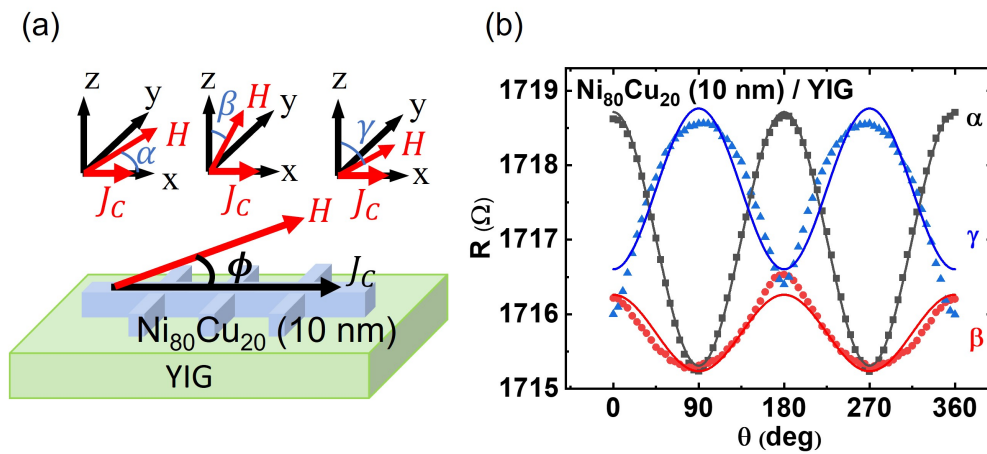 (a)
z
y
H
α
x
J_C
z
β
H
y
x
J_C
z
γ
y
H
x
J_C
H
ϕ
J_C
Ni₈₀Cu₂₀ (10 nm)
YIG
(b)
Ni₈₀Cu₂₀ (10 nm) / YIG
R (Ω)
1719
1718
1717
1716
1715
α
γ
β
0 90 180 270 360
θ (deg)